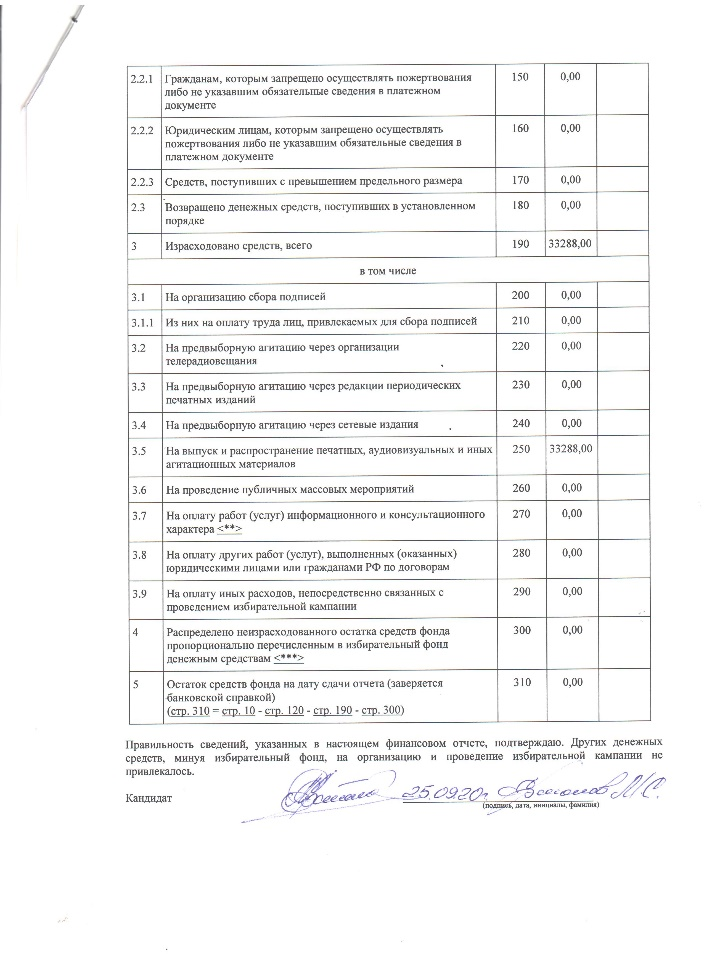 2.2.1 Гражданам, которым запрещено осуществлять пожертвования 150 0,00
либо не указавшим обязательные сведения в платежном
документе
2.2.2 Юридическим лицам, которым запрещено осуществлять 160 0,00
пожертвования либо не указавшим обязательные сведения в
платежном документе
2.2.3 Средств, поступивших с превышением предельного размера 170 0,00
2.3 Возвращено денежных средств, поступивших в установленном 180 0,00
порядке
3 Израсходовано средств, всего 190 33288,00
в том числе
3.1 На организацию сбора подписей 200 0,00
3.1.1 Из них на оплату труда лиц, привлекаемых для сбора подписей 210 0,00
3.2 На предвыборную агитацию через организации 220 0,00
телерадиовещания
3.3 На предвыборную агитацию через редакции периодических 230 0,00
печатных изданий
3.4 На предвыборную агитацию через сетевые издания 240 0,00
3.5 На выпуск и распространение печатных, аудиовизуальных и иных 250 33288,00
агитационных материалов
3.6 На проведение публичных массовых мероприятий 260 0,00
3.7 На оплату работ (услуг) информационного и консультационного 270 0,00
характера <**>
3.8 На оплату других работ (услуг), выполненных (оказанных) 280 0,00
юридическими лицами или гражданами РФ по договорам
3.9 На оплату иных расходов, непосредственно связанных с 290 0,00
проведением избирательной кампании
4 Распределено неизрасходованного остатка средств фонда 300 0,00
пропорционально перечисленным в избирательный фонд
денежным средствам <***>
5 Остаток средств фонда на дату сдачи отчета (заверяется 310 0,00
банковской справкой)
(стр. 310 = стр. 10 - стр. 120 - стр. 190 - стр. 300)
Правильность сведений, указанных в настоящем финансовом отчете, подтверждаю. Других денежных
средств, минуя избирательный фонд, на организацию и проведение избирательной кампании не
привлекалось.
Кандидат 25.09.20г М.С.
(подпись, дата, инициалы, фамилия)